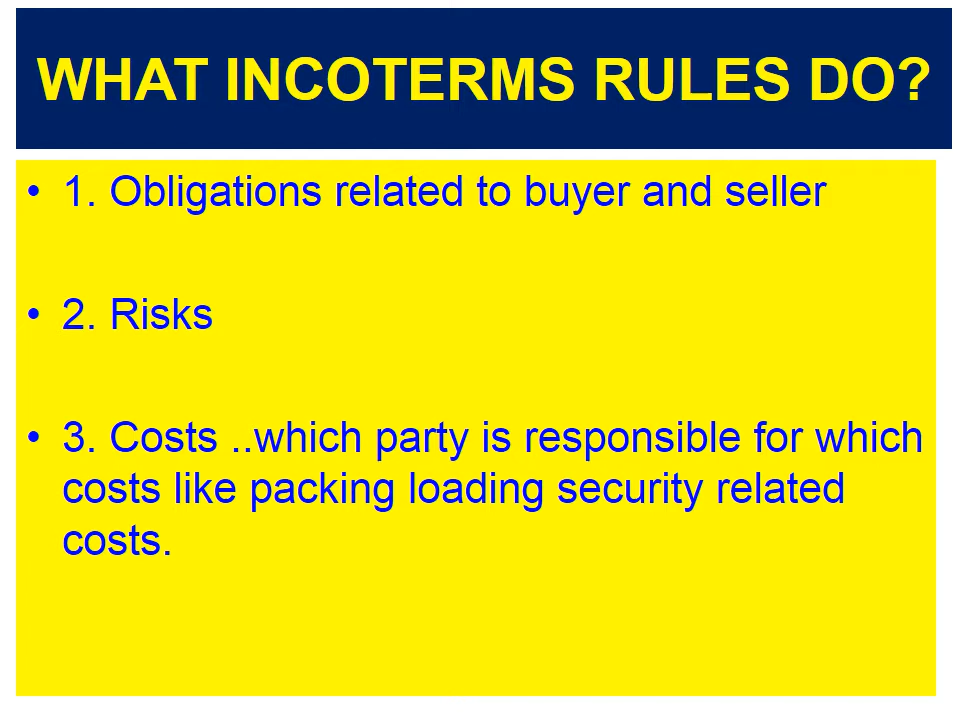 WHAT INCOTERMS RULES DO?
• 1. Obligations related to buyer and seller
• 2. Risks
• 3. Costs ..which party is responsible for which
costs like packing loading security related
costs.